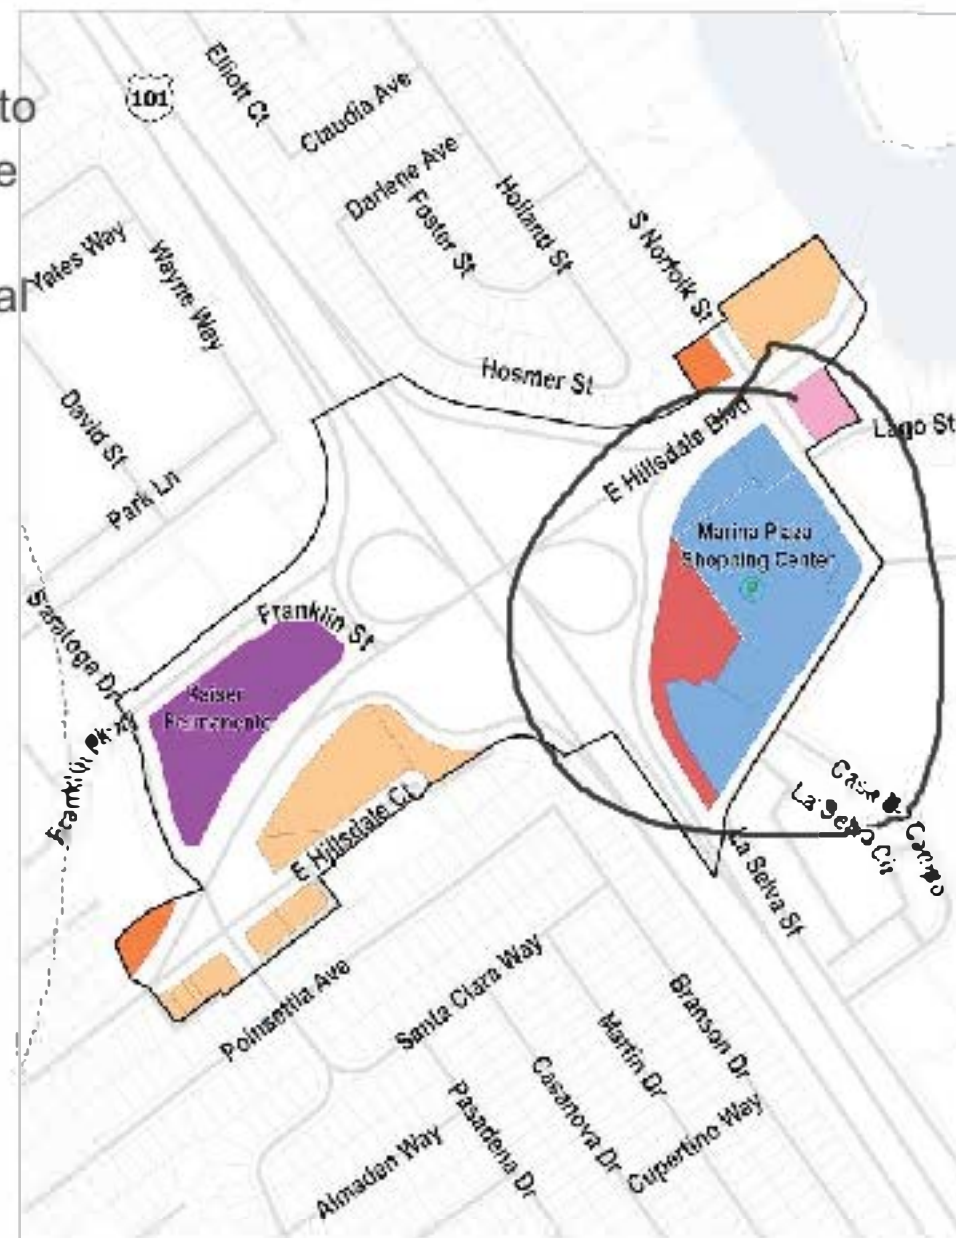 to
e
al
101
Elliott Ct
Claudia Ave
Darlene Ave
Foster St
Holland St
S Norfolk St
Yates Way
Wayne Way
Hosmer St
David St
Park Ln
E Hillsdale Blvd
Lago St
Marina Plaza
Shopping Center
Saratoga Dr
Franklin St
Kaiser
Permanente
Franklin Pkwy
E Hillsdale Ct
La Selva St
Poinsettia Ave
Santa Clara Way
Branson Dr
Martin Dr
Casanova Dr
Pasadena Dr
Cupertino Way
Almaden Way